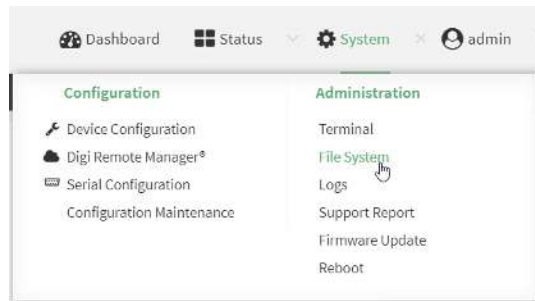 Dashboard Status System admin
Configuration
Device Configuration
Digi Remote Manager®
Serial Configuration
Configuration Maintenance
Administration
Terminal
File System
Logs
Support Report
Firmware Update
Reboot